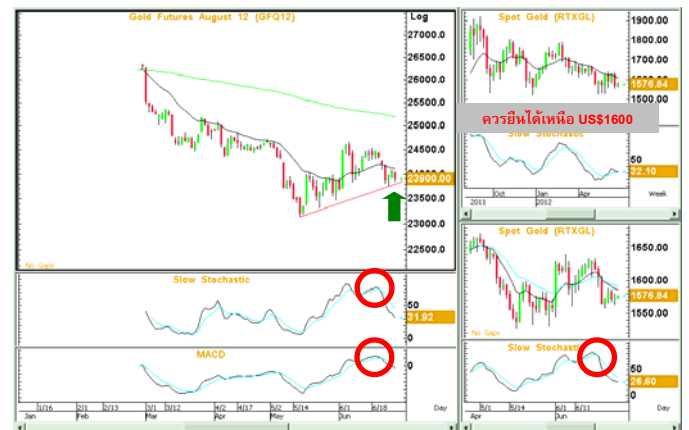 Gold Futures August 12 (GFQ12)
Log
27000.0
26500.0
26000.0
25500.0
25000.0
24500.0
23900.00
23500.0
23000.0
22500.0
No Gaps
Slow Stochastic
50
31.92
0
MACD
0
1/16 2/1 2/13 3/1 3/12 4/2 4/17 5/2 5/14 6/1 6/18 Day
Jan Feb Mar Apr May Jun
Spot Gold (RTXGL)
1900.00
1800.00
1700.00
1576.84
1500.00
ควรยืนได้เหนือ US$1600
Slow Stochastic
50
32.10
Oct Jan Apr Week
2011 2012
Spot Gold (RTXGL)
1650.00
1600.00
1576.84
1550.00
No Gaps
Slow Stochastic
50
26.60
0
5/1 5/14 6/1 6/11 Day
Apr Jun